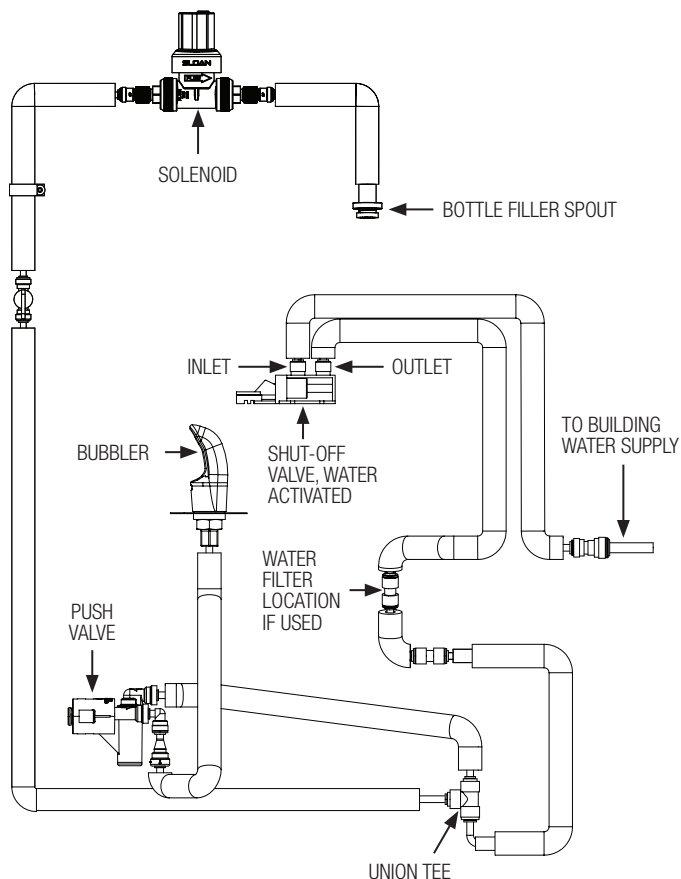 SLOAN
SOLENOID
BOTTLE FILLER SPOUT
INLET
OUTLET
BUBBLER
SHUT-OFF
VALVE, WATER
ACTIVATED
TO BUILDING
WATER SUPPLY
WATER
FILTER
LOCATION
IF USED
PUSH
VALVE
UNION TEE